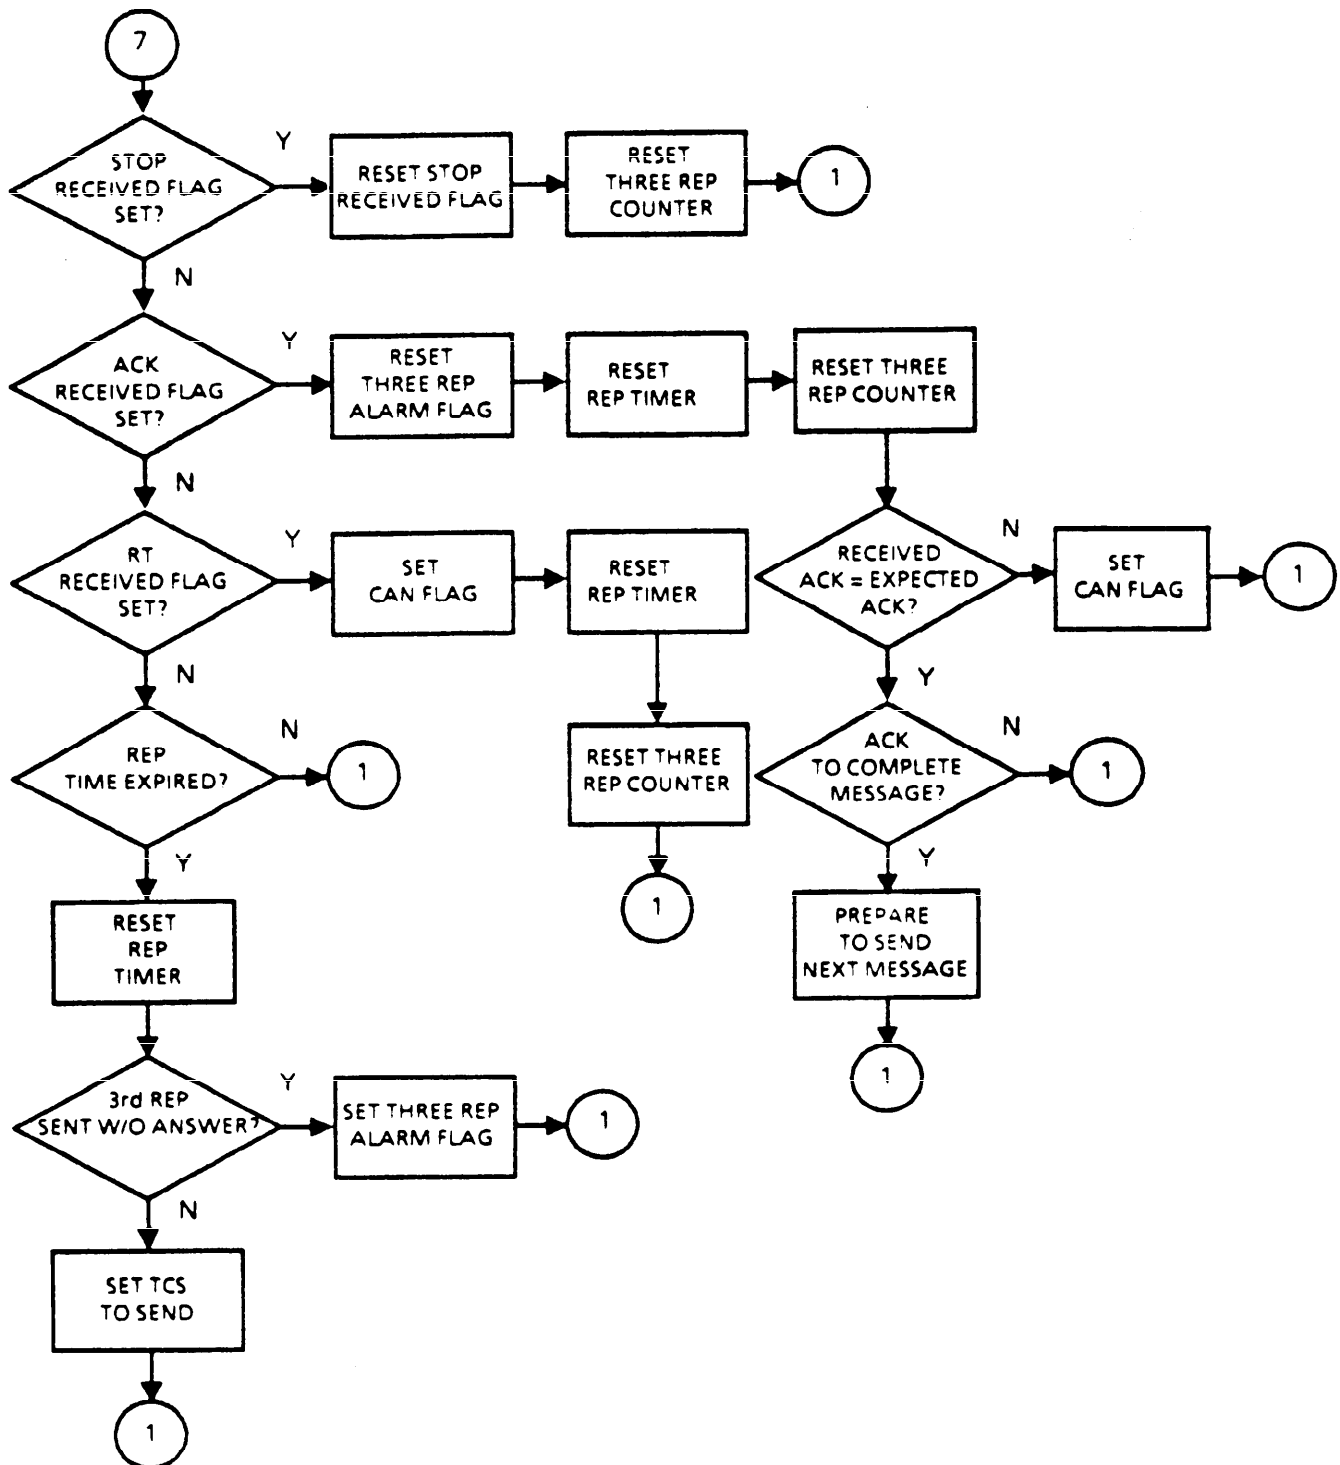 7
STOP
RECEIVED FLAG
SET?
Y
RESET STOP
RECEIVED FLAG
RESET
THREE REP
COUNTER
1
N
ACK
RECEIVED FLAG
SET?
Y
RESET
THREE REP
ALARM FLAG
RESET
REP TIMER
RESET THREE
REP COUNTER
N
RT
RECEIVED FLAG
SET?
Y
SET
CAN FLAG
RESET
REP TIMER
RECEIVED
ACK = EXPECTED
ACK?
N
SET
CAN FLAG
1
N
Y
REP
TIME EXPIRED?
N
1
RESET THREE
REP COUNTER
ACK
TO COMPLETE
MESSAGE?
N
1
Y
Y
RESET
REP
TIMER
1
PREPARE
TO SEND
NEXT MESSAGE
1
3rd REP
SENT W/O ANSWER?
Y
SET THREE REP
ALARM FLAG
1
N
SET TCS
TO SEND
1